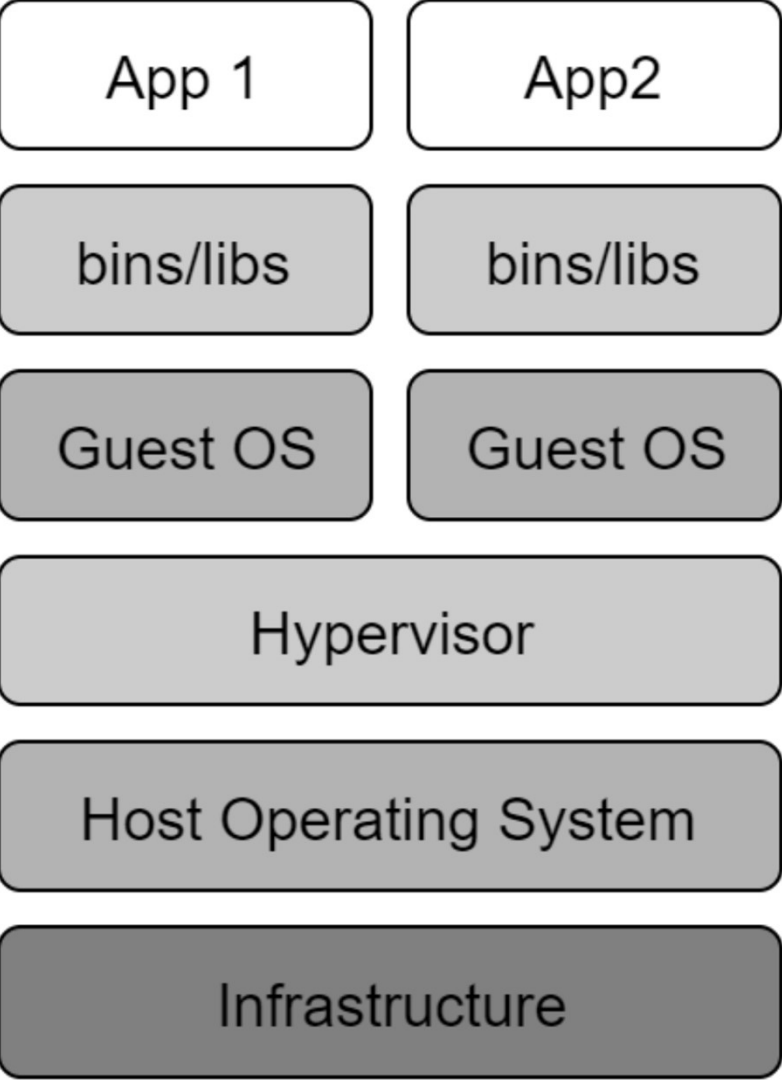 App 1
App2
bins/libs
bins/libs
Guest OS
Guest OS
Hypervisor
Host Operating System
Infrastructure